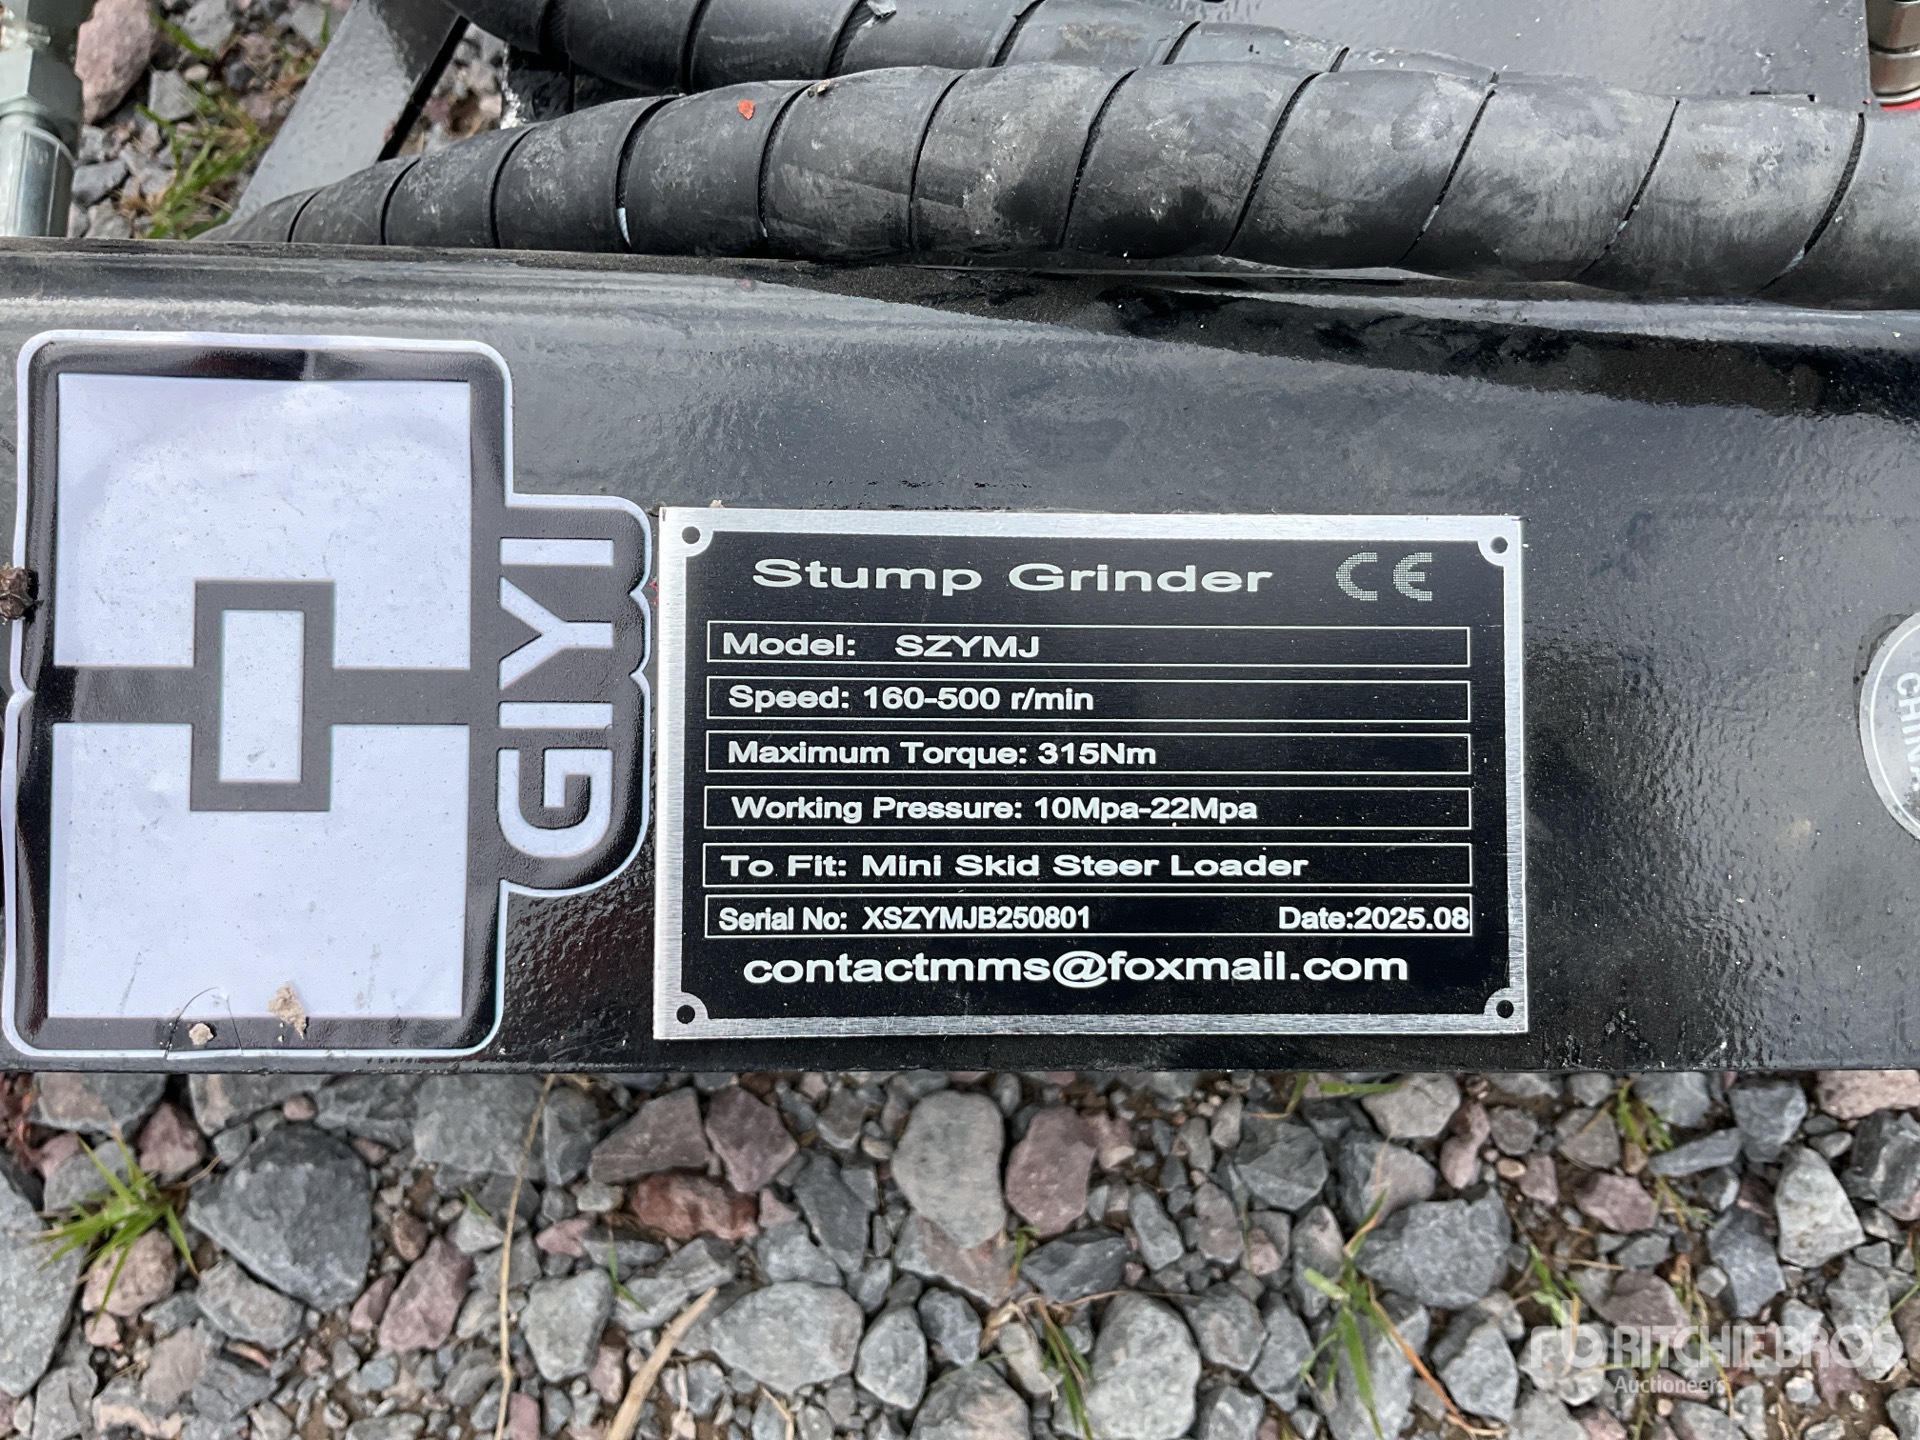 GIYI
Stump Grinder CE
Model: SZYMJ
Speed: 160-500 r/min
Maximum Torque: 315Nm
Working Pressure: 10Mpa-22Mpa
To Fit: Mini Skid Steer Loader
Serial No: XSZYMJB250801 Date:2025.08
contactmms@foxmail.com
CHINA
RITCHIE BROS.
Auctioneers